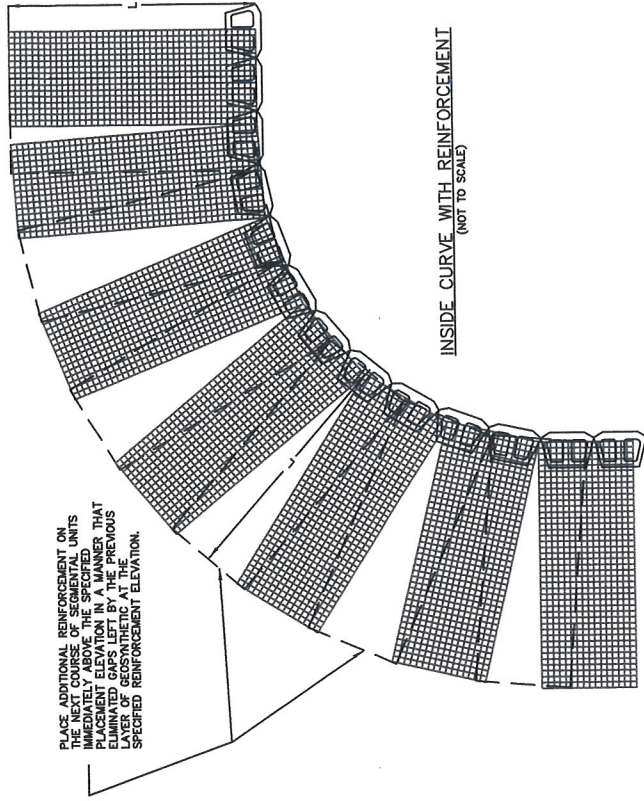 L
PLACE ADDITIONAL REINFORCEMENT ON
THE NEXT COURSE OF SEGMENTAL UNITS
IMMEDIATELY ABOVE THE SPECIFIED
PLACEMENT ELEVATION IN A MANNER THAT
ELIMINATED GAPS LEFT BY THE PREVIOUS
LAYER OF GEOSYNTHETIC AT THE
SPECIFIED REINFORCEMENT ELEVATION.
L
INSIDE CURVE WITH REINFORCEMENT
(NOT TO SCALE)